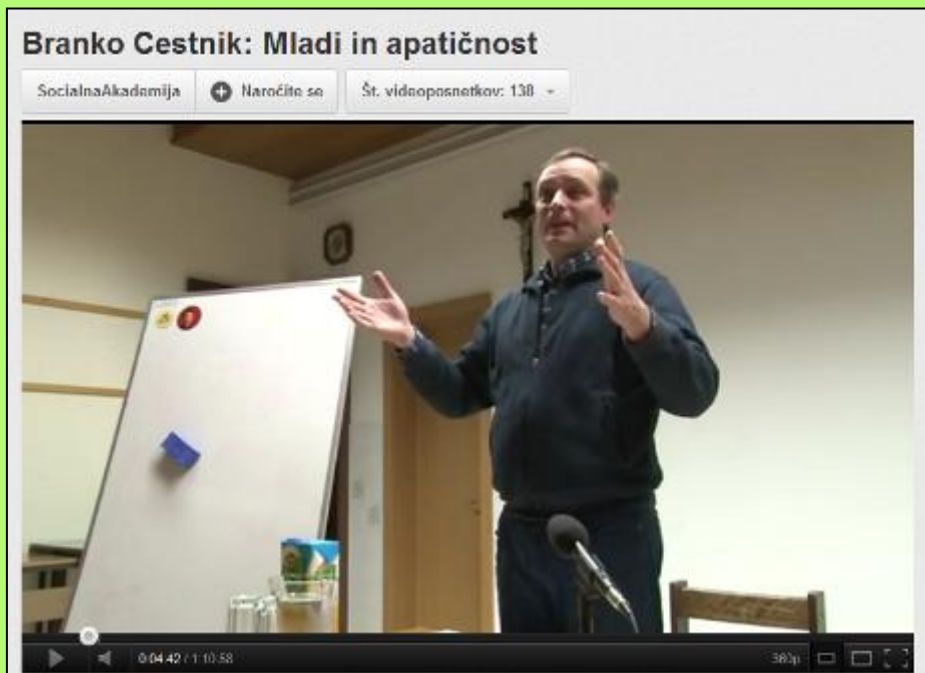 Branko Cestnik: Mladi in apatičnost
SocialnaAkademija Naročite se Št. videoposnetkov: 138
0:04:42 / 1:10:58 360p